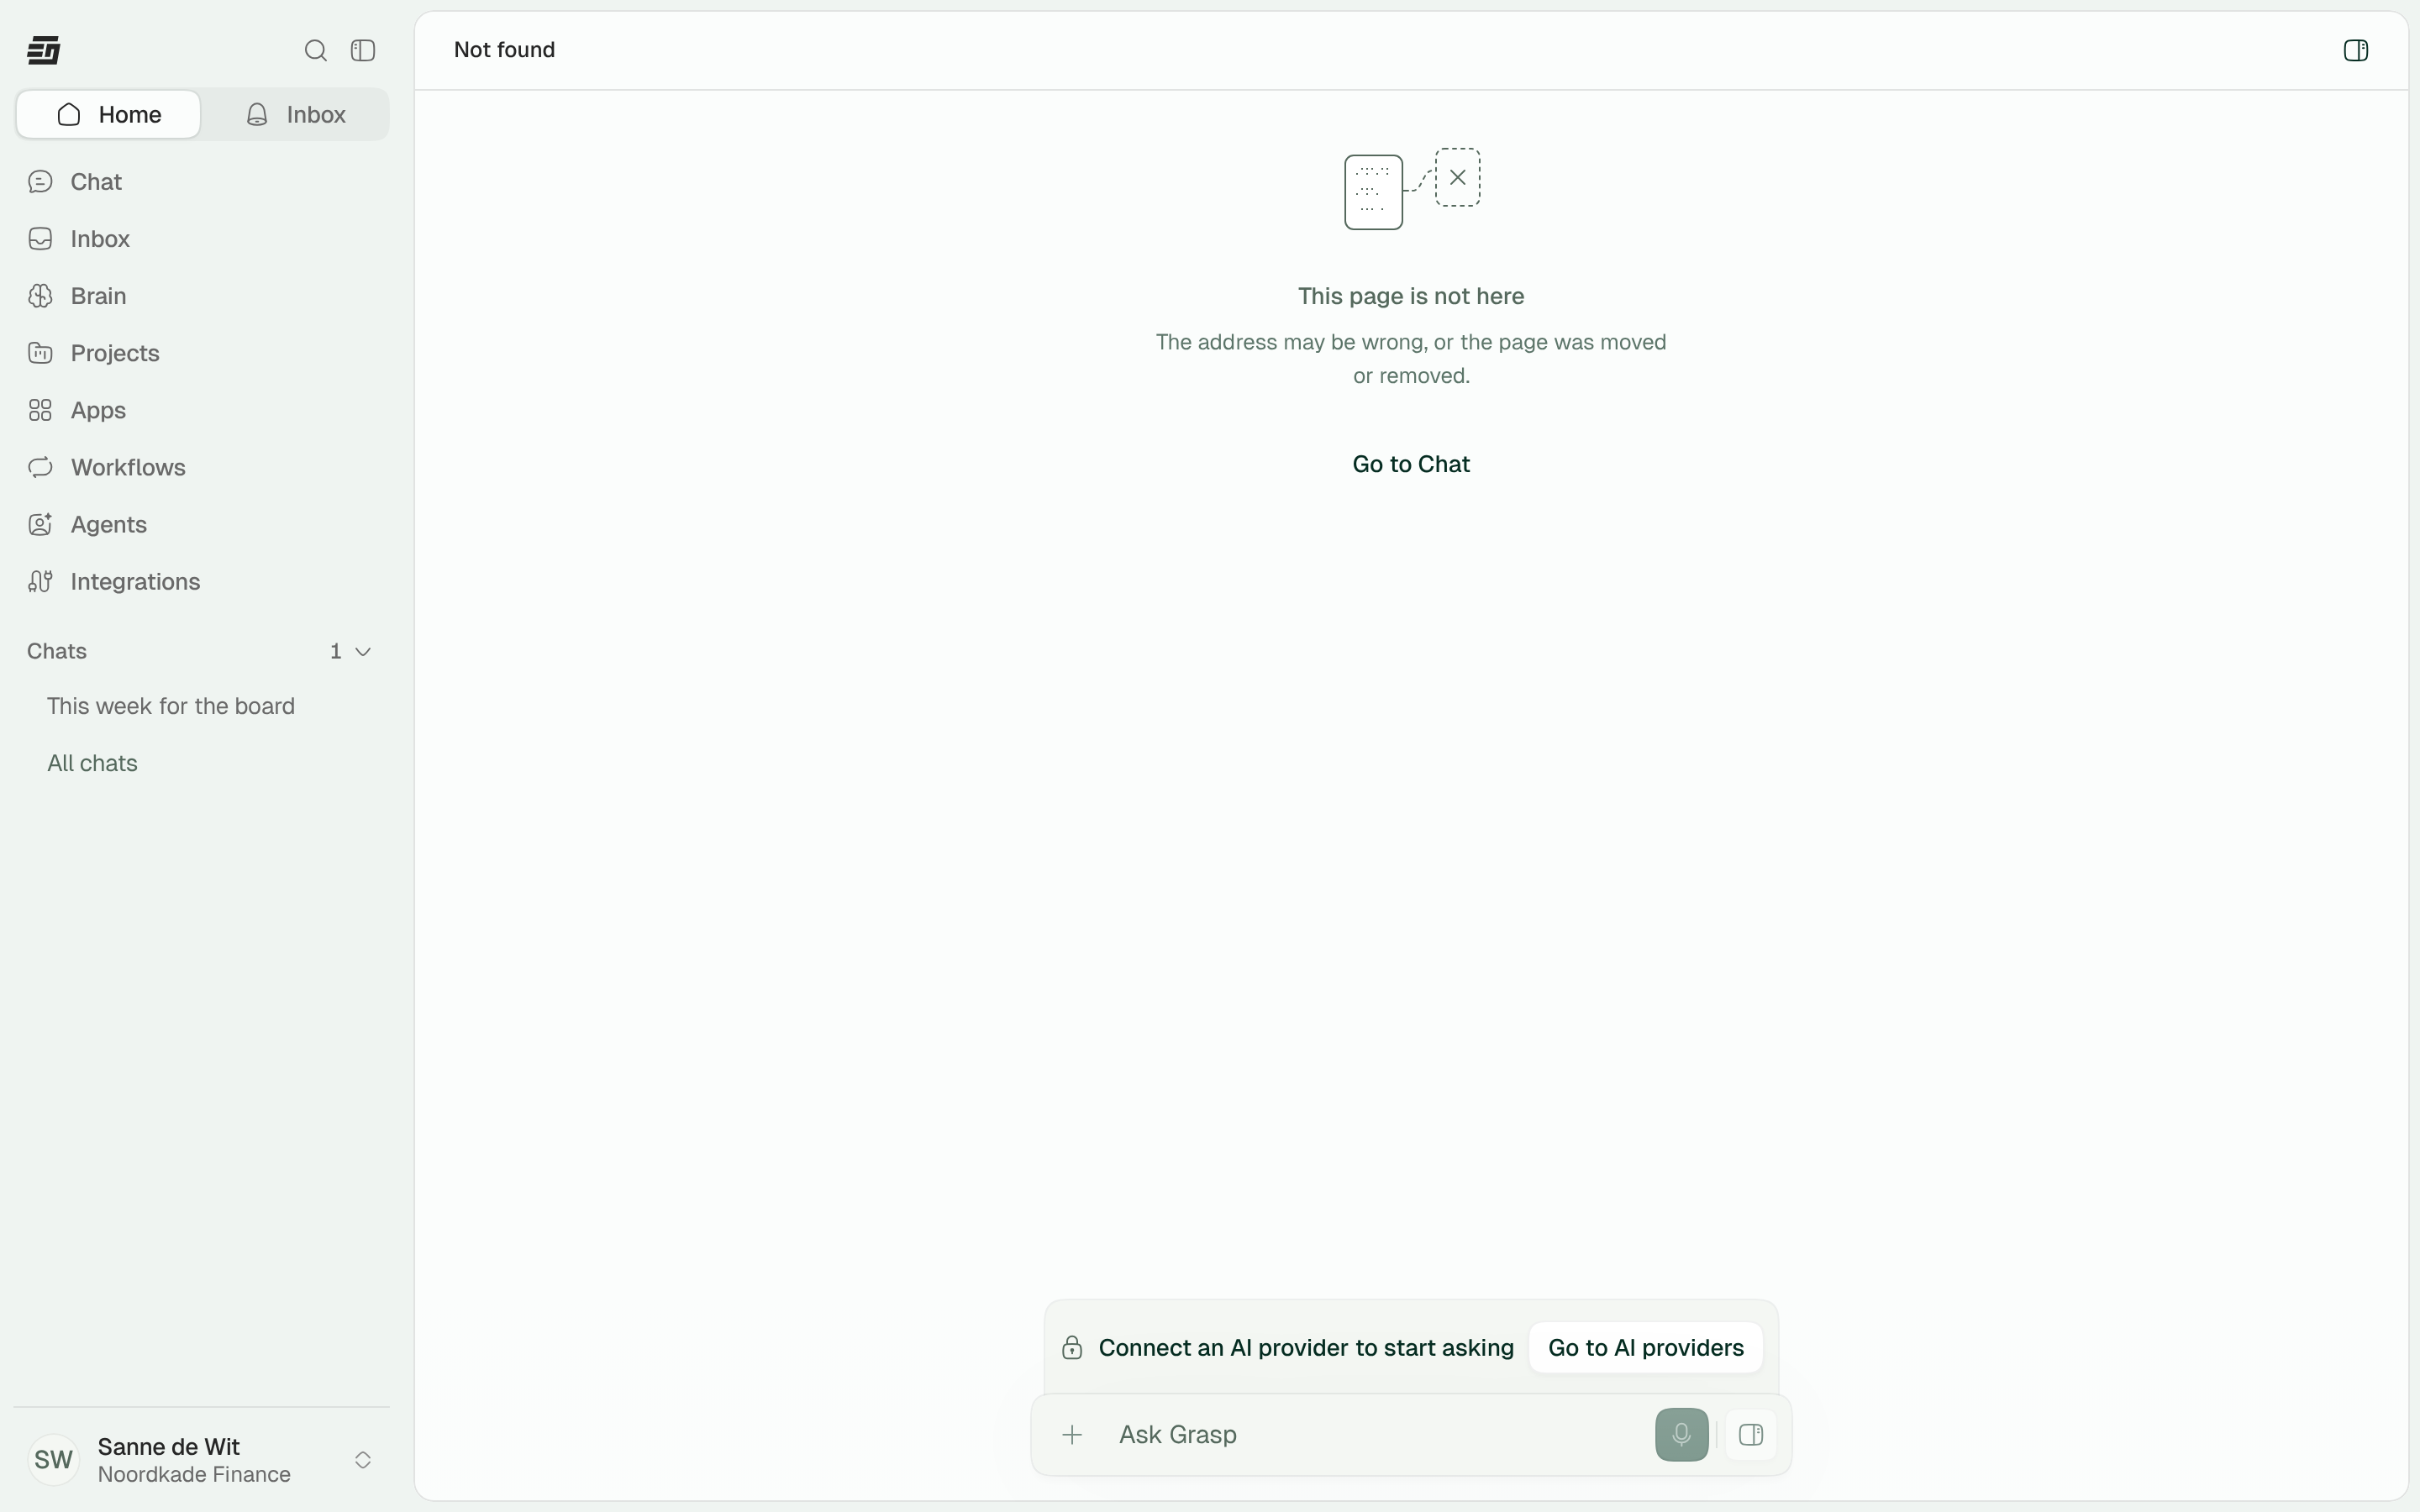 Not found
Home
Inbox
Chat
Inbox
Brain
Projects
Apps
Workflows
Agents
Integrations
Chats 1
This week for the board
All chats
This page is not here
The address may be wrong, or the page was moved
or removed.
Go to Chat
Connect an AI provider to start asking
Go to AI providers
Ask Grasp
SW
Sanne de Wit
Noordkade Finance